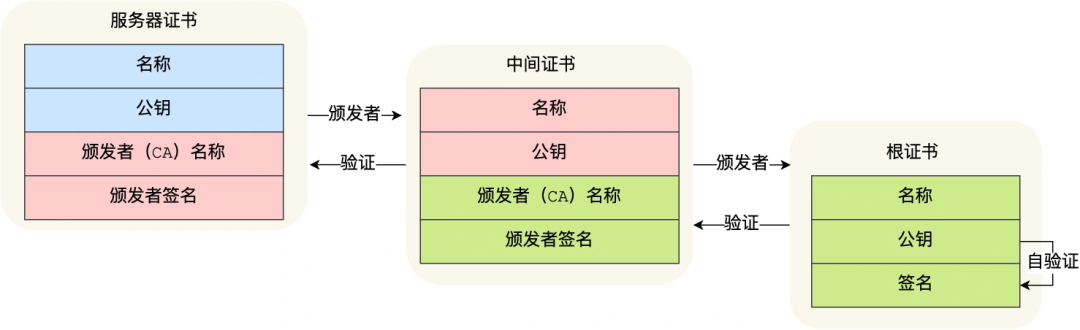 服务器证书
名称
公钥
颁发者（CA）名称
颁发者签名
颁发者
验证
中间证书
名称
公钥
颁发者（CA）名称
颁发者签名
颁发者
验证
根证书
名称
公钥
签名
自验证